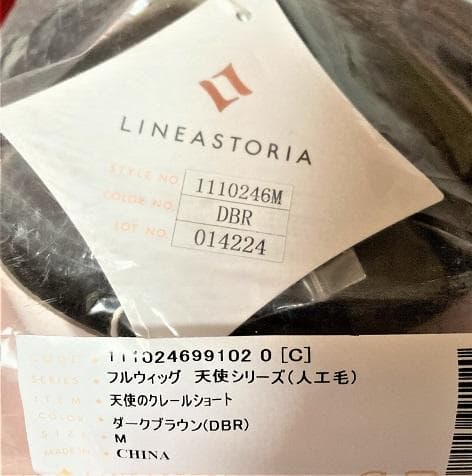 LINEASTORIA
STYLE NO. 1110246M
COLOR NO. DBR
LOT NO. 014224
CODE • 111024699102 0 [C]
SERIES • フルウィッグ 天使シリーズ(人工毛)
ITEM • 天使のクレールショート
COLOR • ダークブラウン(DBR)
SIZE • M
MADE IN • CHINA